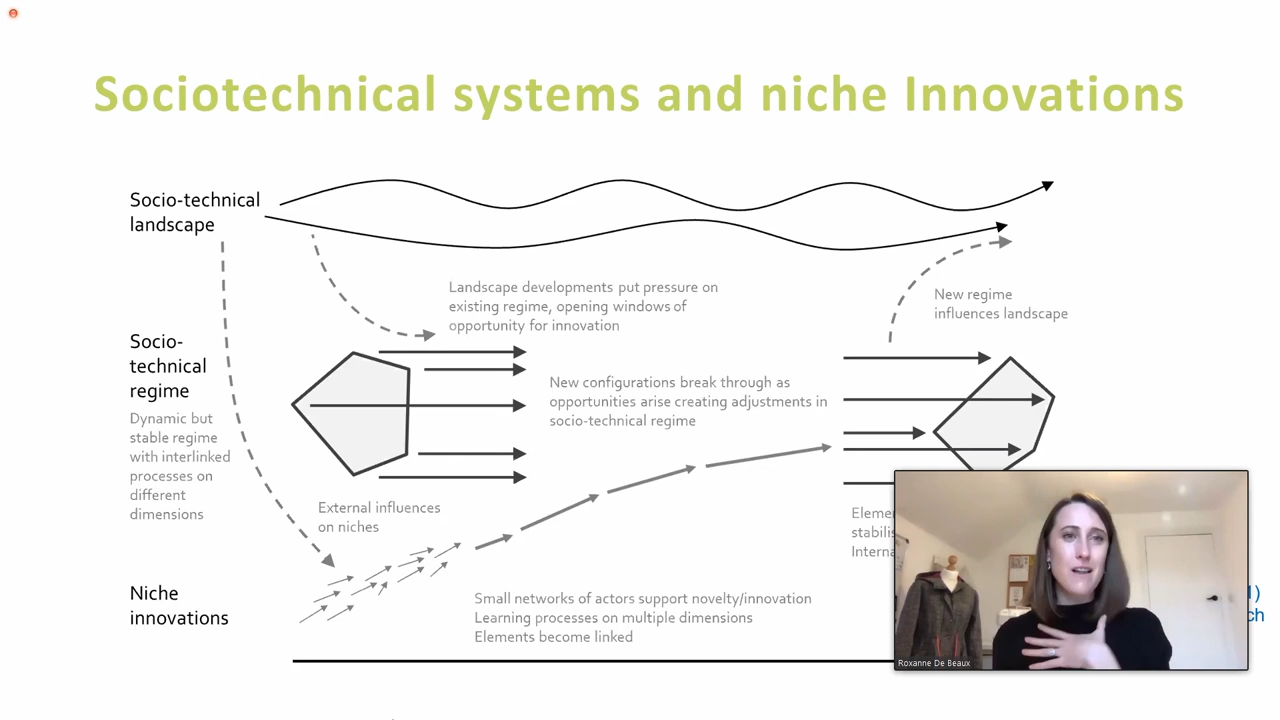 Sociotechnical systems and niche Innovations
Socio-technical
landscape
Landscape developments put pressure on
existing regime, opening windows of
opportunity for innovation
New regime
influences landscape
Socio-
technical
regime
Dynamic but
stable regime
with interlinked
processes on
different
dimensions
New configurations break through as
opportunities arise creating adjustments in
socio-technical regime
External influences
on niches
Niche
innovations
Small networks of actors support novelty/innovation
Learning processes on multiple dimensions
Elements become linked
Roxanne De Beaux